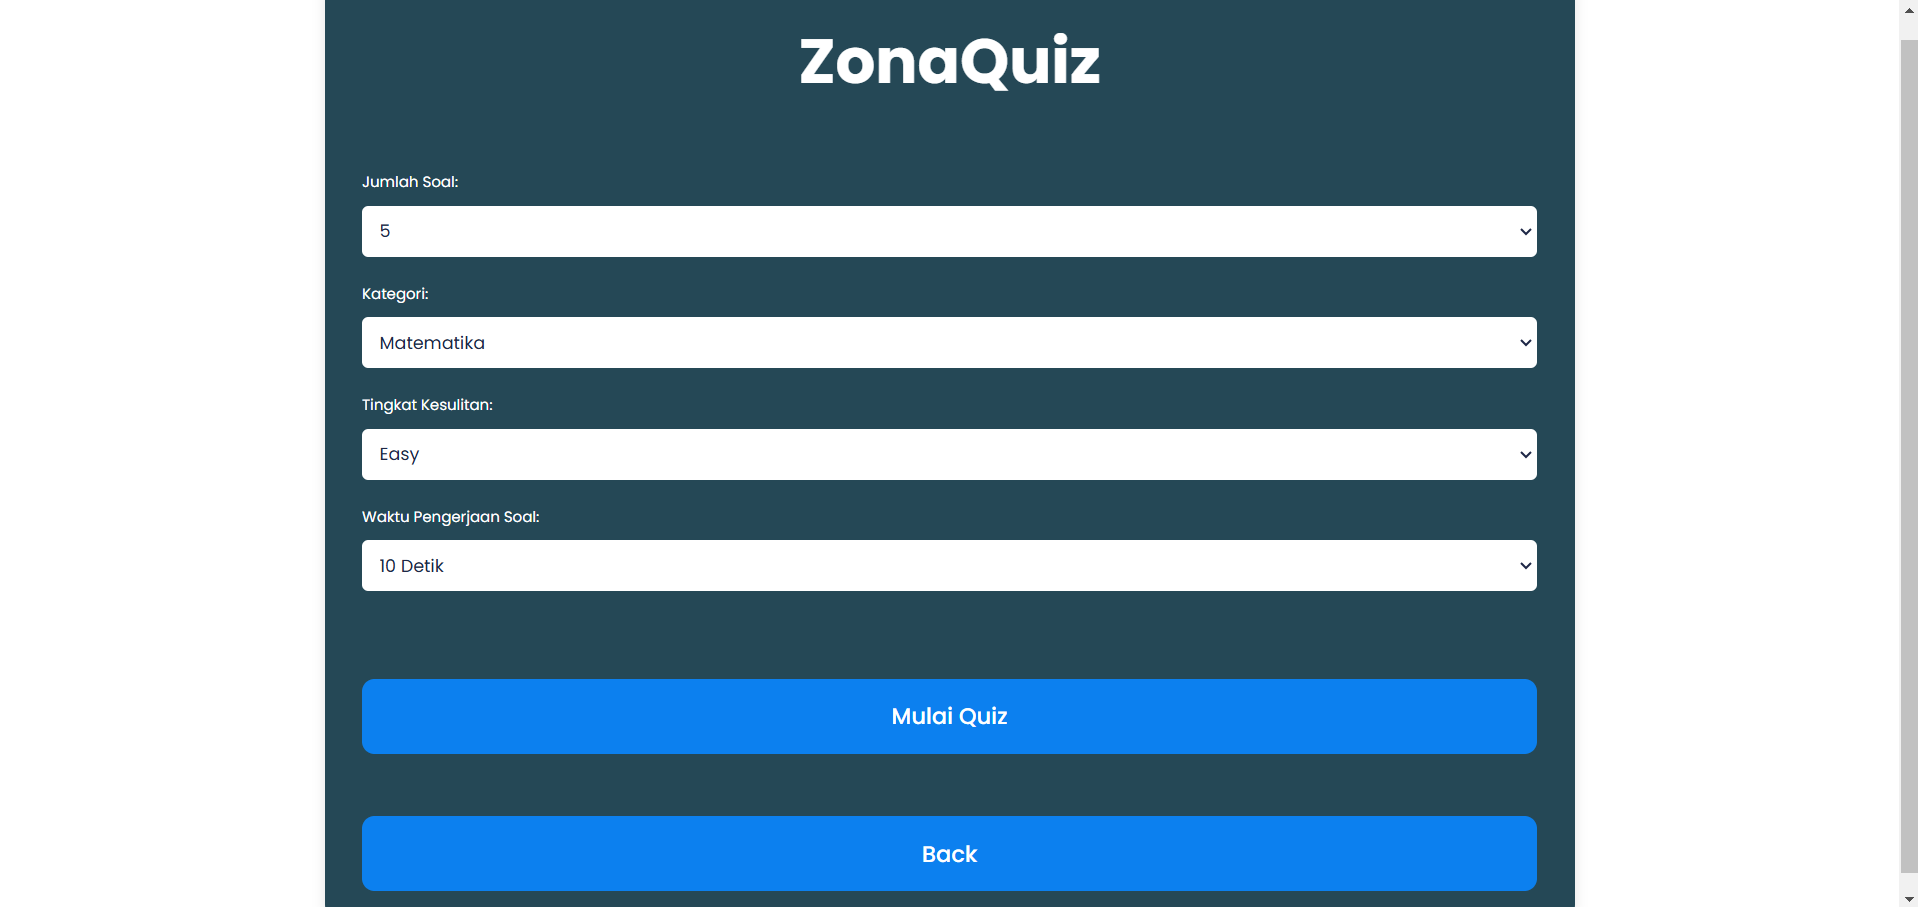 ZonaQuiz
Jumlah Soal:
5
Kategori:
Matematika
Tingkat Kesulitan:
Easy
Waktu Pengerjaan Soal:
10 Detik
Mulai Quiz
Back